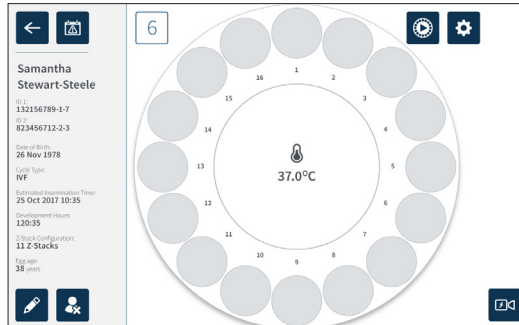 6
Samantha
Stewart-Steele
ID 1:
132156789-1-7
ID 2:
823456712-2-3
Date of Birth:
26 Nov 1978
Cycle Type:
IVF
Estimated Insemination Time:
25 Oct 2017 10:35
Development Hours:
120:35
Z-Stack Configuration:
11 Z-Stacks
Egg age:
38 years
1
2
3
4
5
6
7
8
9
10
11
12
13
14
15
16
37.0°C